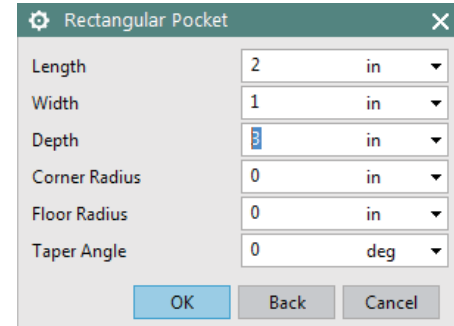 Rectangular Pocket
Length 2 in
Width 1 in
Depth 3 in
Corner Radius 0 in
Floor Radius 0 in
Taper Angle 0 deg
OK Back Cancel